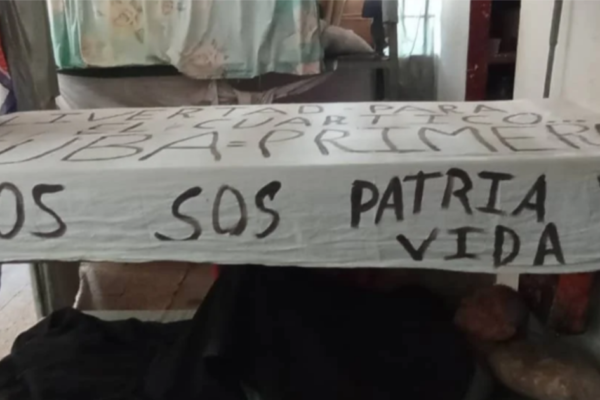 IVERTAD PARA
EL CUARTICO...
UBA=PRIMER
OS SOS PATRIA
VIDA